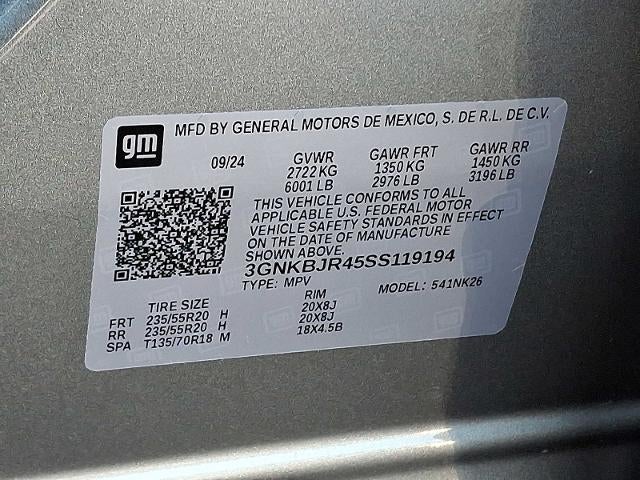 gm
MFD BY GENERAL MOTORS DE MEXICO, S. DE R.L. DE C.V.
09/24 GVWR GAWR FRT GAWR RR
2722 KG 1350 KG 1450 KG
6001 LB 2976 LB 3196 LB
THIS VEHICLE CONFORMS TO ALL
APPLICABLE U.S. FEDERAL MOTOR
VEHICLE SAFETY STANDARDS IN EFFECT
ON THE DATE OF MANUFACTURE
SHOWN ABOVE.
3GNKBJR45SS119194
TYPE: MPV MODEL: 541NK26
TIRE SIZE RIM
FRT 235/55R20 H 20X8J
RR 235/55R20 H 20X8J
SPA T135/70R18 M 18X4.5B